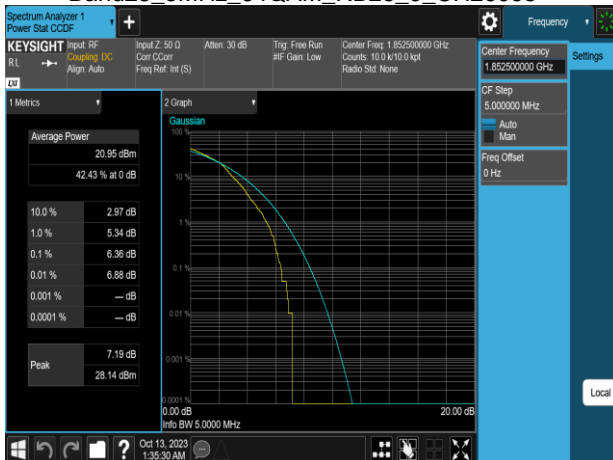 Spectrum Analyzer 1
Power Stat CCDF
Frequency
KEYSIGHT
RL
LXI
Input: RF
Coupling: DC
Align: Auto
Input Z: 50 Ω
Corr CCorr
Freq Ref: Int (S)
Atten: 30 dB
Trig: Free Run
#IF Gain: Low
Center Freq: 1.852500000 GHz
Counts: 10.0 k/10.0 kpt
Radio Std: None
Center Frequency
1.852500000 GHz
Settings
CF Step
5.000000 MHz
Auto
Man
Freq Offset
0 Hz
1 Metrics
Average Power
20.95 dBm
42.43 % at 0 dB
10.0 % 2.97 dB
1.0 % 5.34 dB
0.1 % 6.36 dB
0.01 % 6.88 dB
0.001 % --- dB
0.0001 % --- dB
Peak
7.19 dB
28.14 dBm
2 Graph
Gaussian
100 %
10 %
1 %
0.1 %
0.01 %
0.001 %
0.0001 %
0.00 dB
20.00 dB
Info BW 5.0000 MHz
Local
?
Oct 13, 2023
1:35:30 AM